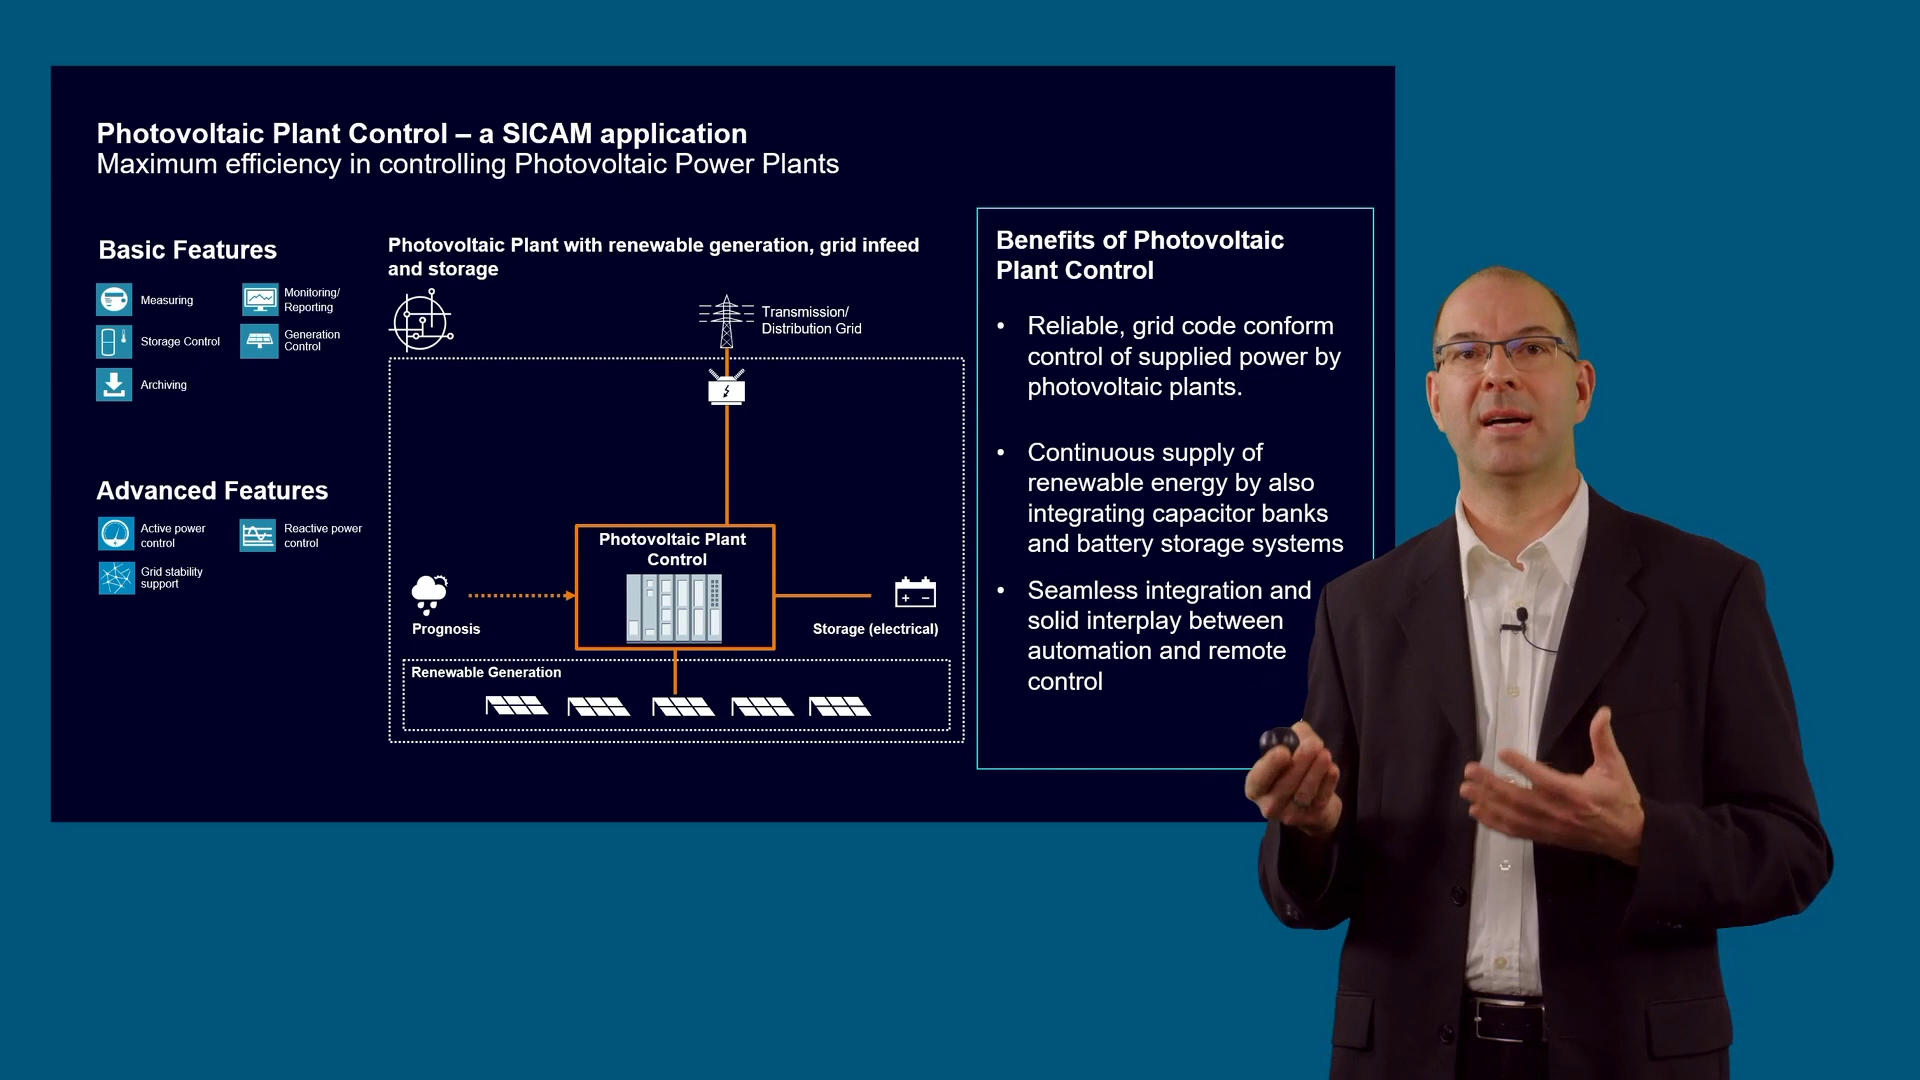 Photovoltaic Plant Control – a SICAM application
Maximum efficiency in controlling Photovoltaic Power Plants
Basic Features
Measuring
Monitoring/
Reporting
Storage Control
Generation
Control
Archiving
Advanced Features
Active power
control
Reactive power
control
Grid stability
support
Photovoltaic Plant with renewable generation, grid infeed
and storage
Transmission/
Distribution Grid
Photovoltaic Plant
Control
Prognosis
Storage (electrical)
Renewable Generation
Benefits of Photovoltaic
Plant Control
• Reliable, grid code conform
control of supplied power by
photovoltaic plants.
• Continuous supply of
renewable energy by also
integrating capacitor banks
and battery storage systems
• Seamless integration and
solid interplay between
automation and remote
control